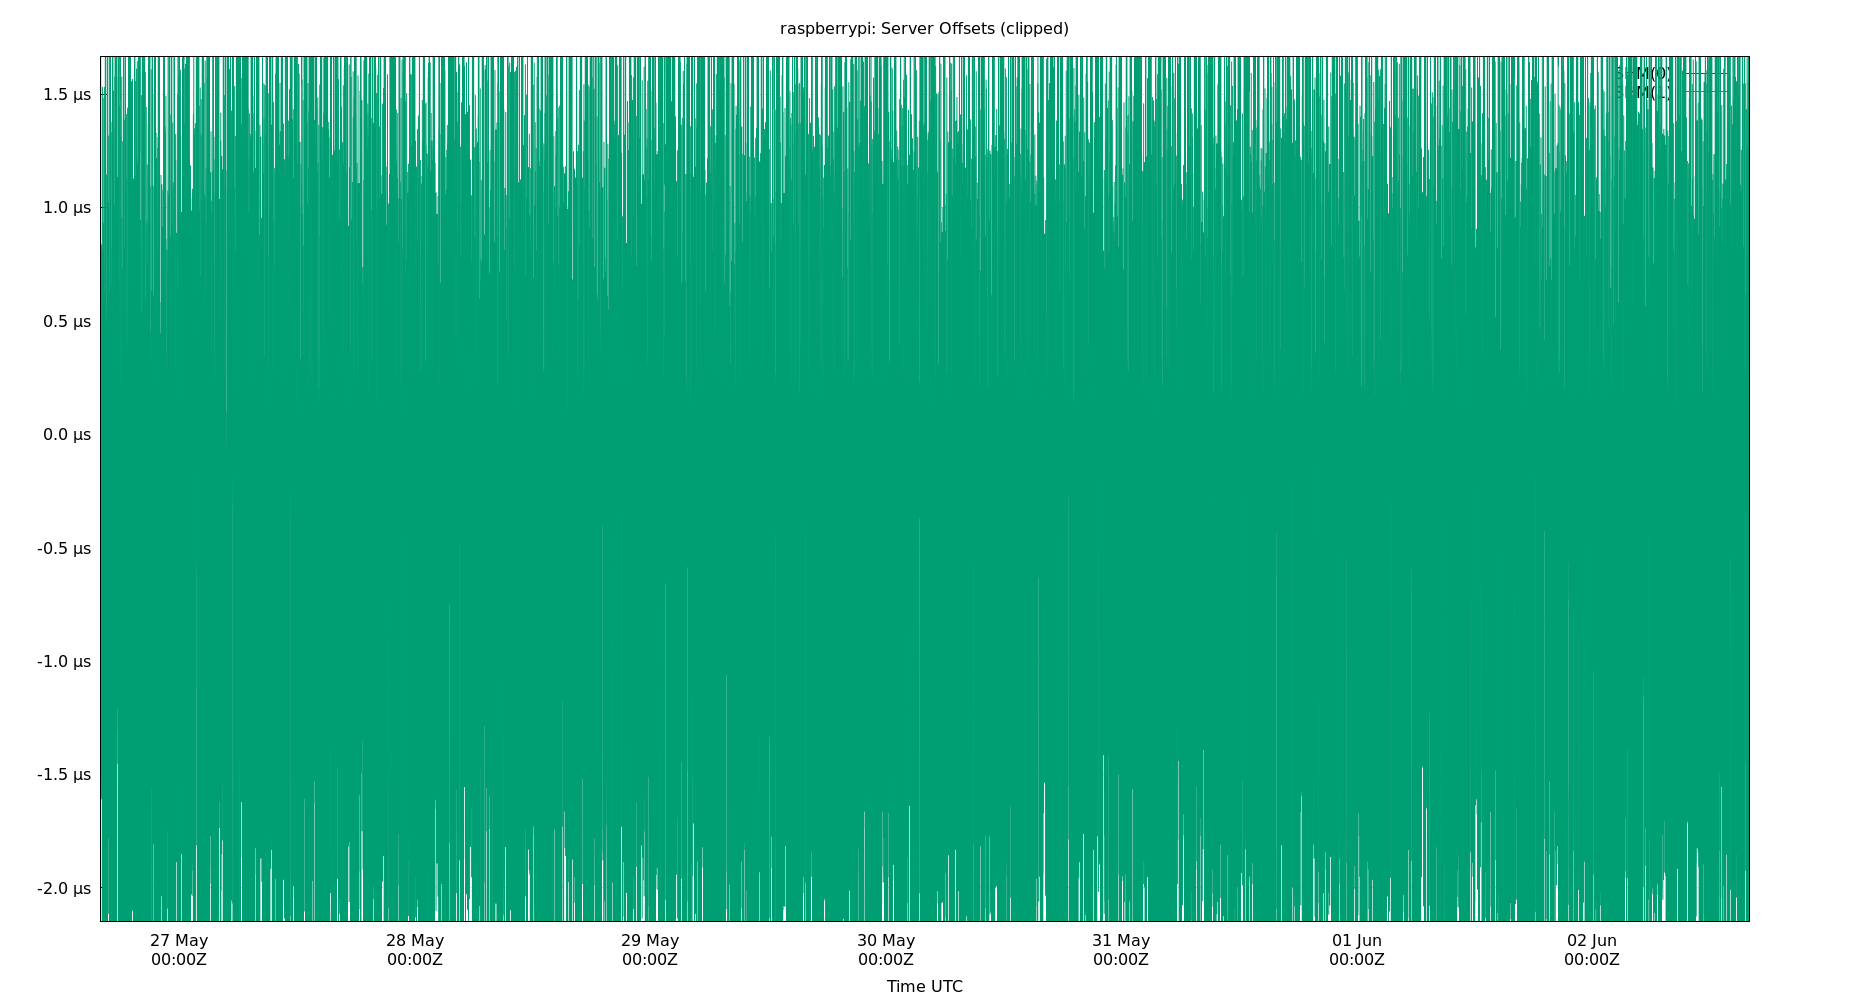 raspberrypi: Server Offsets (clipped)
1.5 µs
1.0 µs
0.5 µs
0.0 µs
-0.5 µs
-1.0 µs
-1.5 µs
-2.0 µs
27 May 28 May 29 May 30 May 31 May 01 Jun 02 Jun
00:00Z 00:00Z 00:00Z 00:00Z 00:00Z 00:00Z 00:00Z
Time UTC